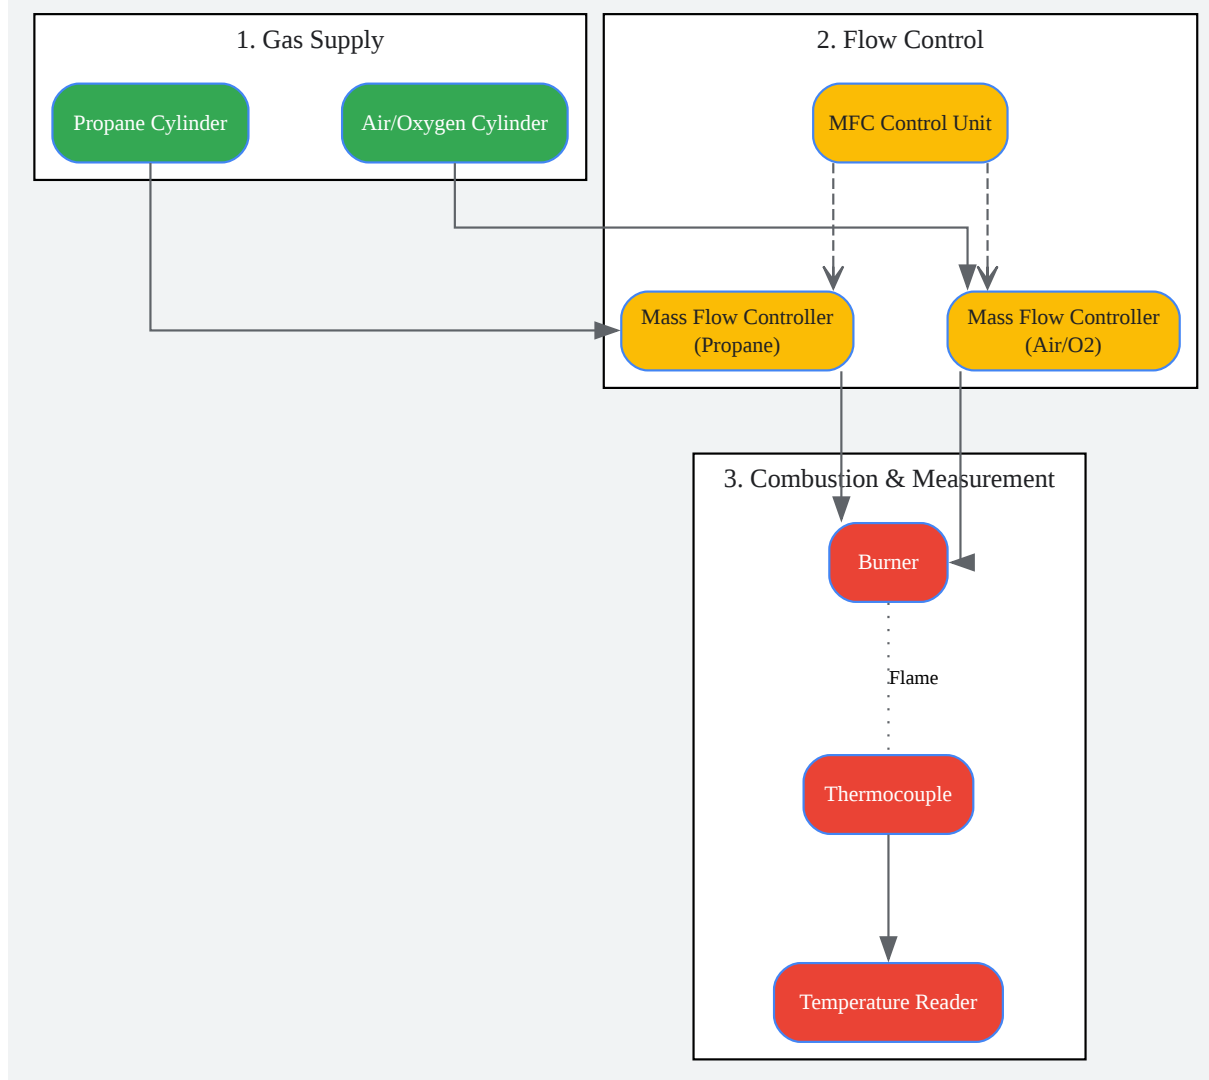 1. Gas Supply
Propane Cylinder
Air/Oxygen Cylinder
2. Flow Control
MFC Control Unit
Mass Flow Controller
(Propane)
Mass Flow Controller
(Air/O2)
3. Combustion & Measurement
Burner
Flame
Thermocouple
Temperature Reader